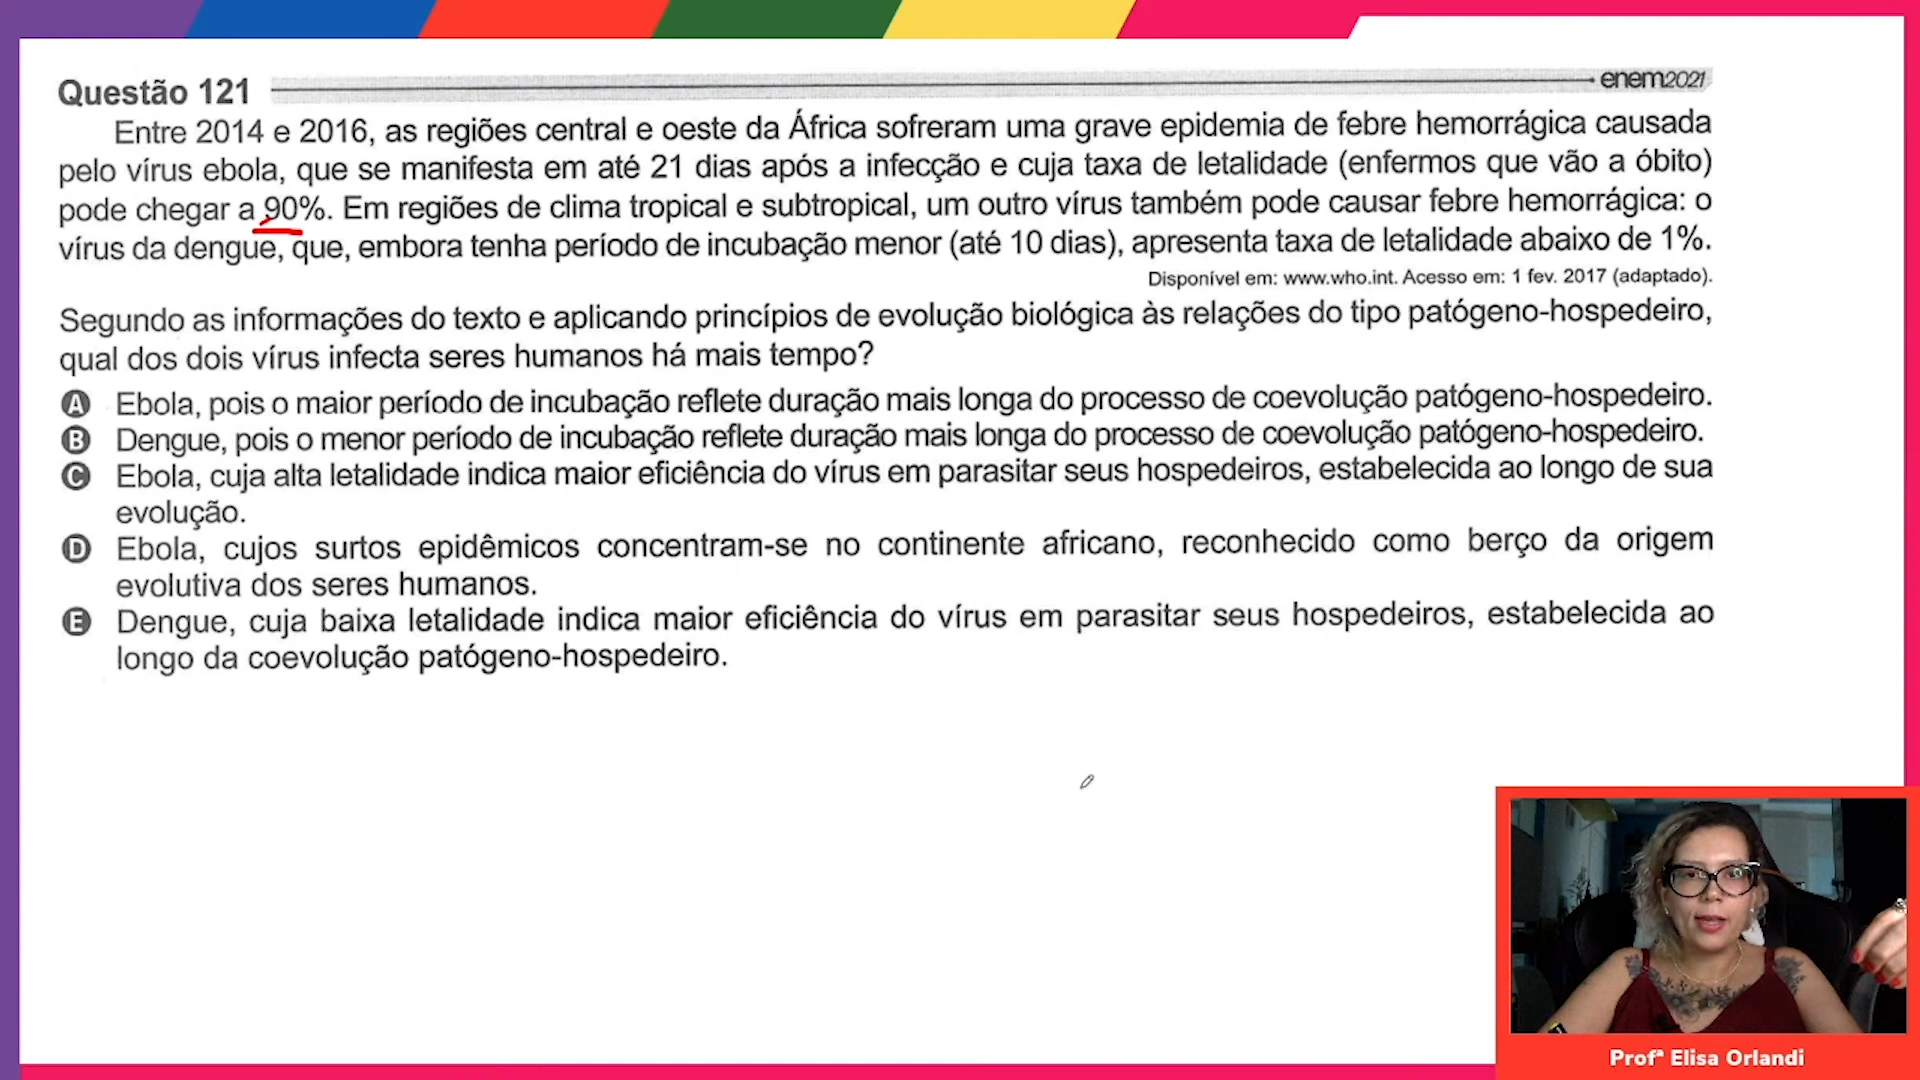 Questão 121
enem2021
Entre 2014 e 2016, as regiões central e oeste da África sofreram uma grave epidemia de febre hemorrágica causada
pelo vírus ebola, que se manifesta em até 21 dias após a infecção e cuja taxa de letalidade (enfermos que vão a óbito)
pode chegar a 90%. Em regiões de clima tropical e subtropical, um outro vírus também pode causar febre hemorrágica: o
vírus da dengue, que, embora tenha período de incubação menor (até 10 dias), apresenta taxa de letalidade abaixo de 1%.
Disponível em: www.who.int. Acesso em: 1 fev. 2017 (adaptado).
Segundo as informações do texto e aplicando princípios de evolução biológica às relações do tipo patógeno-hospedeiro,
qual dos dois vírus infecta seres humanos há mais tempo?
A Ebola, pois o maior período de incubação reflete duração mais longa do processo de coevolução patógeno-hospedeiro.
B Dengue, pois o menor período de incubação reflete duração mais longa do processo de coevolução patógeno-hospedeiro.
C Ebola, cuja alta letalidade indica maior eficiência do vírus em parasitar seus hospedeiros, estabelecida ao longo de sua
evolução.
D Ebola, cujos surtos epidêmicos concentram-se no continente africano, reconhecido como berço da origem
evolutiva dos seres humanos.
E Dengue, cuja baixa letalidade indica maior eficiência do vírus em parasitar seus hospedeiros, estabelecida ao
longo da coevolução patógeno-hospedeiro.
Profª Elisa Orlandi